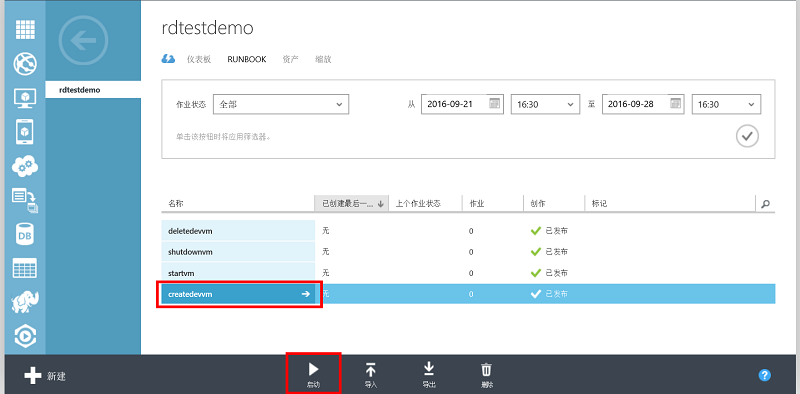 rdtestdemo
rdtestdemo
仪表板 RUNBOOK 资产 缩放
作业状态 全部 从 2016-09-21 16:30 至 2016-09-28 16:30
单击该按钮时将应用筛选器。
名称 已创建最后一... 上个作业状态 作业 创作 标记
deletedevvm 无 0 已发布
shutdownvm 无 0 已发布
startvm 无 0 已发布
createdevvm 无 0 已发布
DB
新建 启动 导入 导出 删除 ?